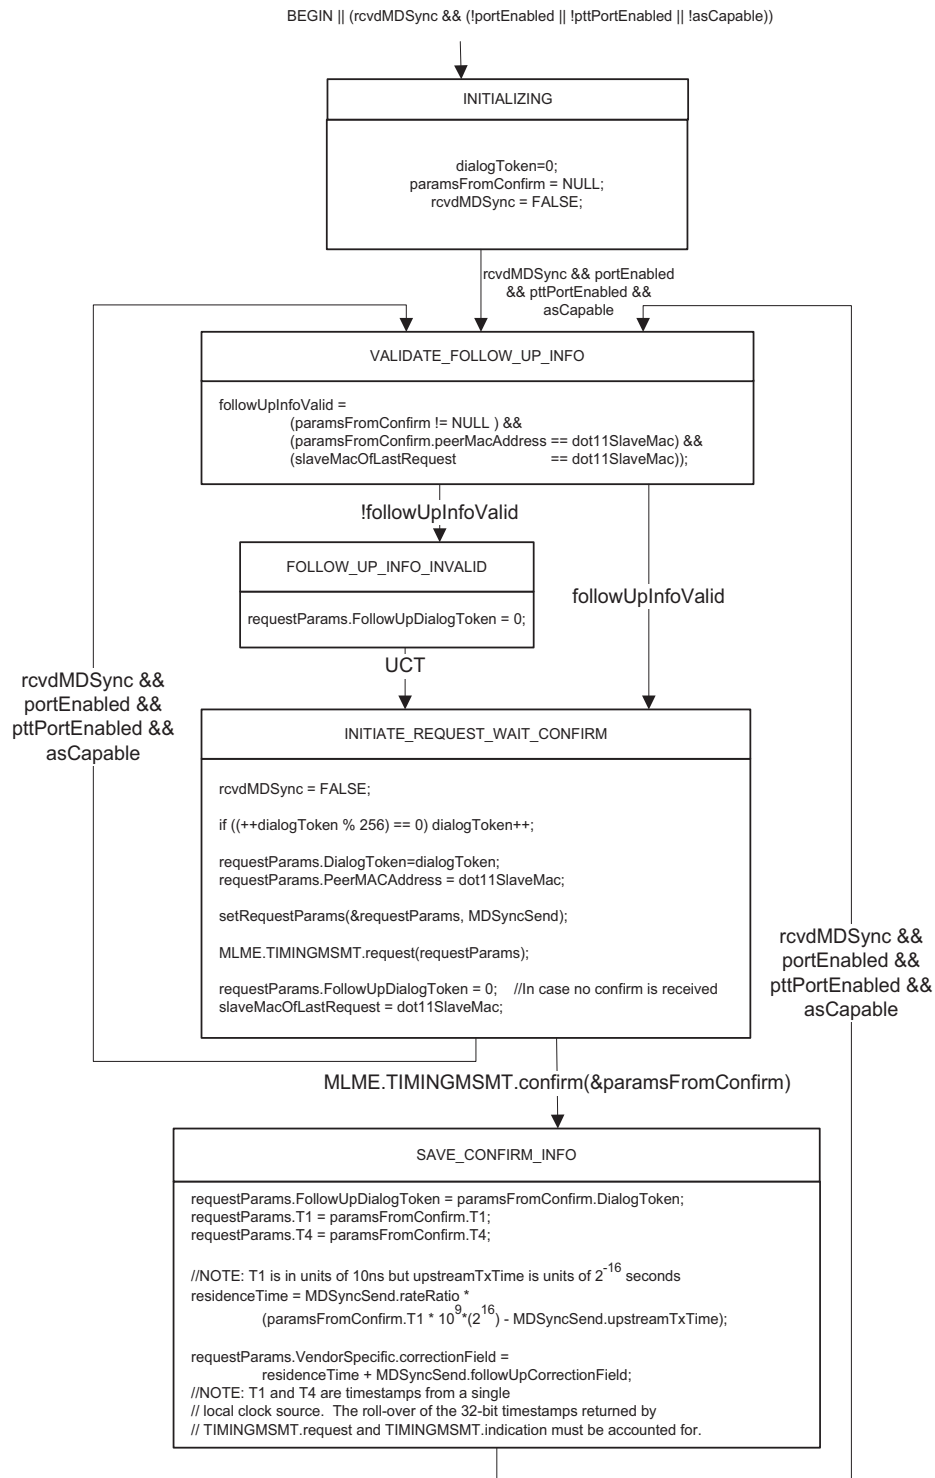 BEGIN || (rcvdMDSync && (!portEnabled || !pttPortEnabled || !asCapable))
INITIALIZING
dialogToken=0;
paramsFromConfirm = NULL;
rcvdMDSync = FALSE;
rcvdMDSync && portEnabled
&& pttPortEnabled &&
asCapable
VALIDATE_FOLLOW_UP_INFO
followUpInfoValid =
(paramsFromConfirm != NULL ) &&
(paramsFromConfirm.peerMacAddress == dot11SlaveMac) &&
(slaveMacOfLastRequest == dot11SlaveMac));
!followUpInfoValid
FOLLOW_UP_INFO_INVALID
requestParams.FollowUpDialogToken = 0;
followUpInfoValid
UCT
rcvdMDSync &&
portEnabled &&
pttPortEnabled &&
asCapable
INITIATE_REQUEST_WAIT_CONFIRM
rcvdMDSync = FALSE;
if ((++dialogToken % 256) == 0) dialogToken++;
requestParams.DialogToken=dialogToken;
requestParams.PeerMACAddress = dot11SlaveMac;
setRequestParams(&requestParams, MDSyncSend);
MLME.TIMINGMSMT.request(requestParams);
requestParams.FollowUpDialogToken = 0; //In case no confirm is received
slaveMacOfLastRequest = dot11SlaveMac;
rcvdMDSync &&
portEnabled &&
pttPortEnabled &&
asCapable
MLME.TIMINGMSMT.confirm(&paramsFromConfirm)
SAVE_CONFIRM_INFO
requestParams.FollowUpDialogToken = paramsFromConfirm.DialogToken;
requestParams.T1 = paramsFromConfirm.T1;
requestParams.T4 = paramsFromConfirm.T4;
//NOTE: T1 is in units of 10ns but upstreamTxTime is units of 2^-16 seconds
residenceTime = MDSyncSend.rateRatio *
(paramsFromConfirm.T1 * 10^9*(2^16) - MDSyncSend.upstreamTxTime);
requestParams.VendorSpecific.correctionField =
residenceTime + MDSyncSend.followUpCorrectionField;
//NOTE: T1 and T4 are timestamps from a single
// local clock source. The roll-over of the 32-bit timestamps returned by
// TIMINGMSMT.request and TIMINGMSMT.indication must be accounted for.